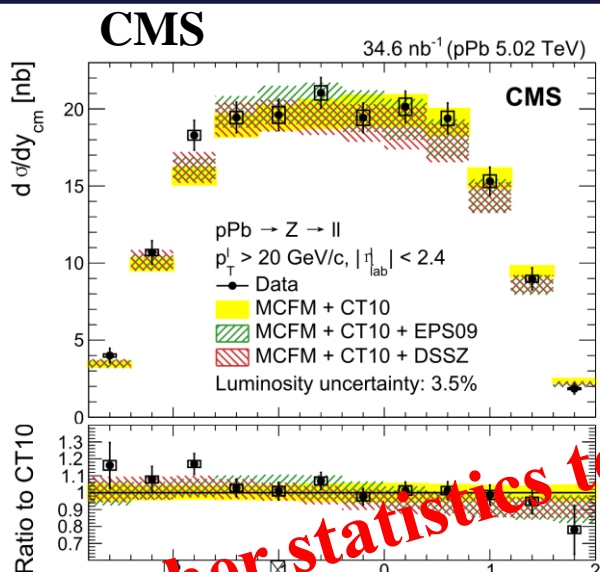 CMS
34.6 nb⁻¹ (pPb 5.02 TeV)
CMS
dσ/dy_cm [nb]
20
15
10
5
0
pPb → Z → ll
p_T^l > 20 GeV/c, |η_lab^l| < 2.4
Data
MCFM + CT10
MCFM + CT10 + EPS09
MCFM + CT10 + DSSZ
Luminosity uncertainty: 3.5%
Ratio to CT10
1.3
1.2
1.1
1
0.9
0.8
0.7
statistics
0
1
2